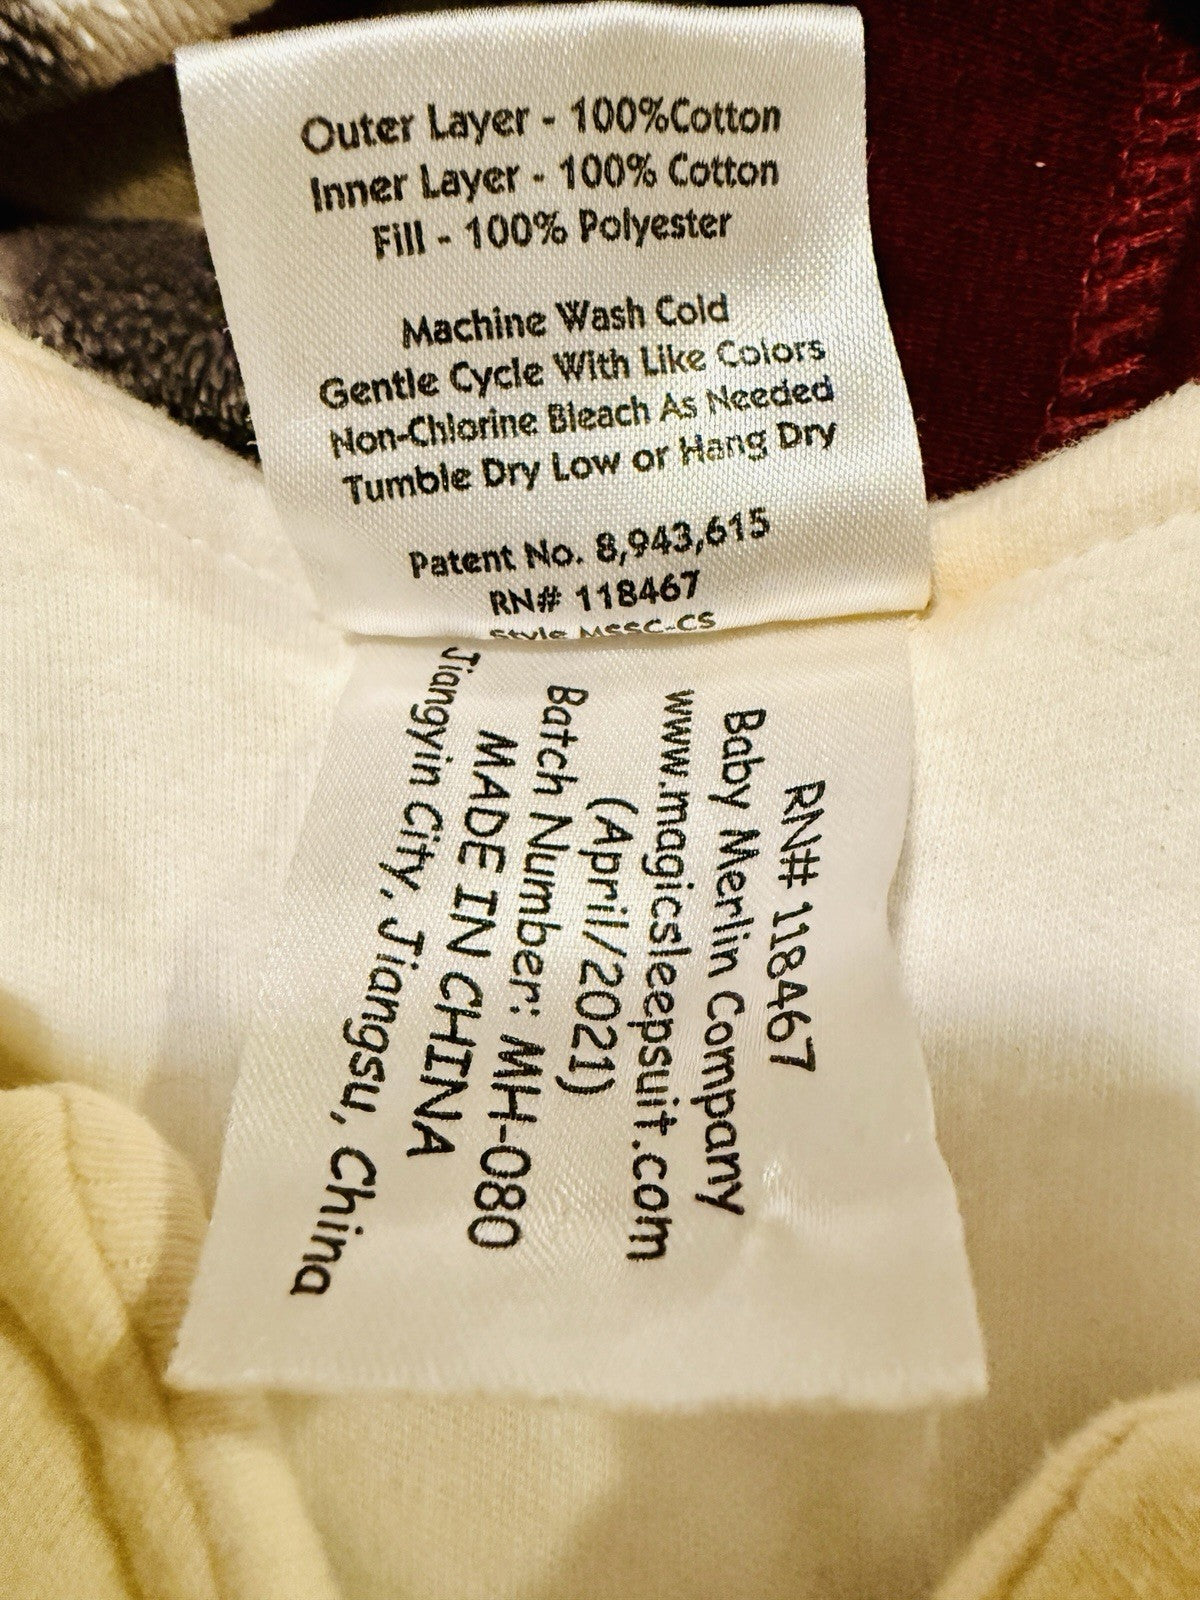 Outer Layer - 100%Cotton
Inner Layer - 100% Cotton
Fill - 100% Polyester
Machine Wash Cold
Gentle Cycle With Like Colors
Non-Chlorine Bleach As Needed
Tumble Dry Low or Hang Dry
Patent No. 8,943,615
RN# 118467
Style MSSC-CS
RN# 118467
Baby Merlin Company
www.magicsleepsuit.com
(April/2021)
Batch Number: MH-080
MADE IN CHINA
Jiangyin City, Jiangsu, China